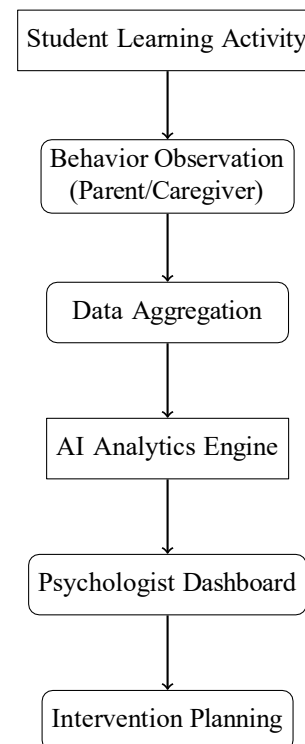 Student Learning Activity
Behavior Observation
(Parent/Caregiver)
Data Aggregation
AI Analytics Engine
Psychologist Dashboard
Intervention Planning